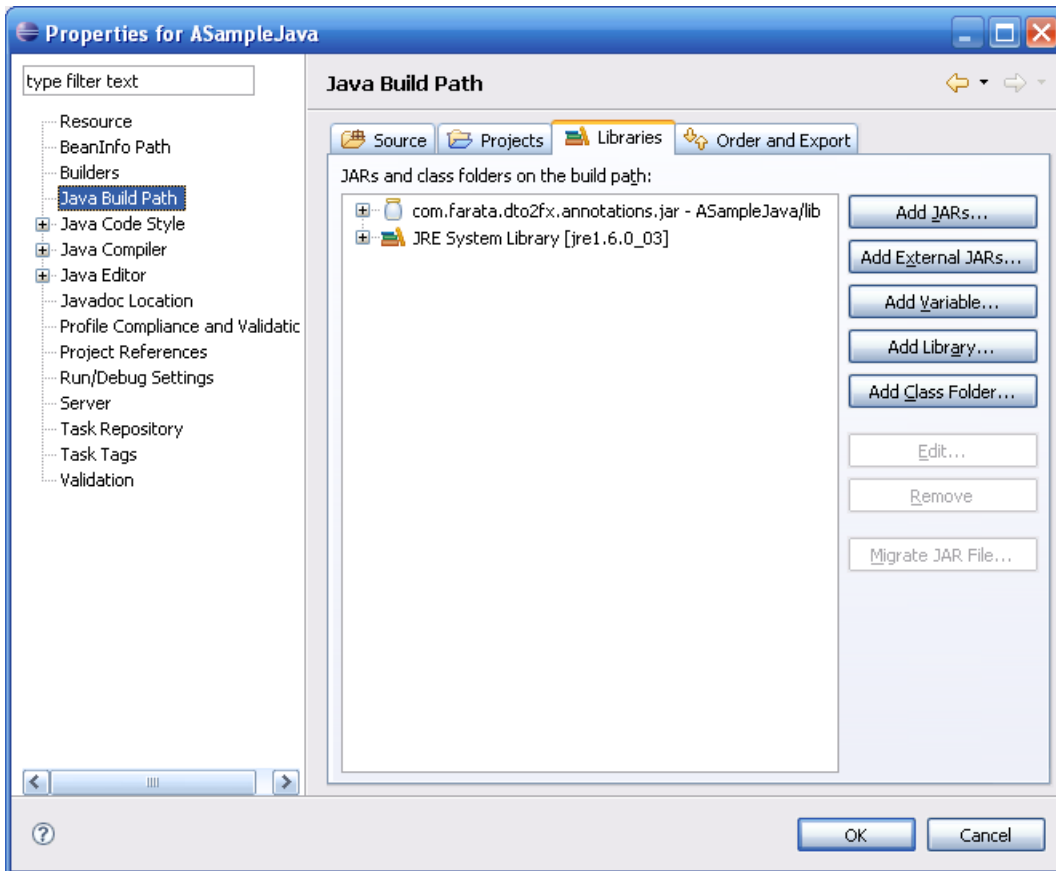 Properties for ASampleJava
type filter text
Resource
BeanInfo Path
Builders
Java Build Path
Java Code Style
Java Compiler
Java Editor
Javadoc Location
Profile Compliance and Validatic
Project References
Run/Debug Settings
Server
Task Repository
Task Tags
Validation
Java Build Path
Source Projects Libraries Order and Export
JARs and class folders on the build path:
com.farata.dto2fx.annotations.jar - ASampleJava/lib
JRE System Library [jre1.6.0_03]
Add JARs...
Add External JARs...
Add Variable...
Add Library...
Add Class Folder...
Edit...
Remove
Migrate JAR File...
?
OK Cancel